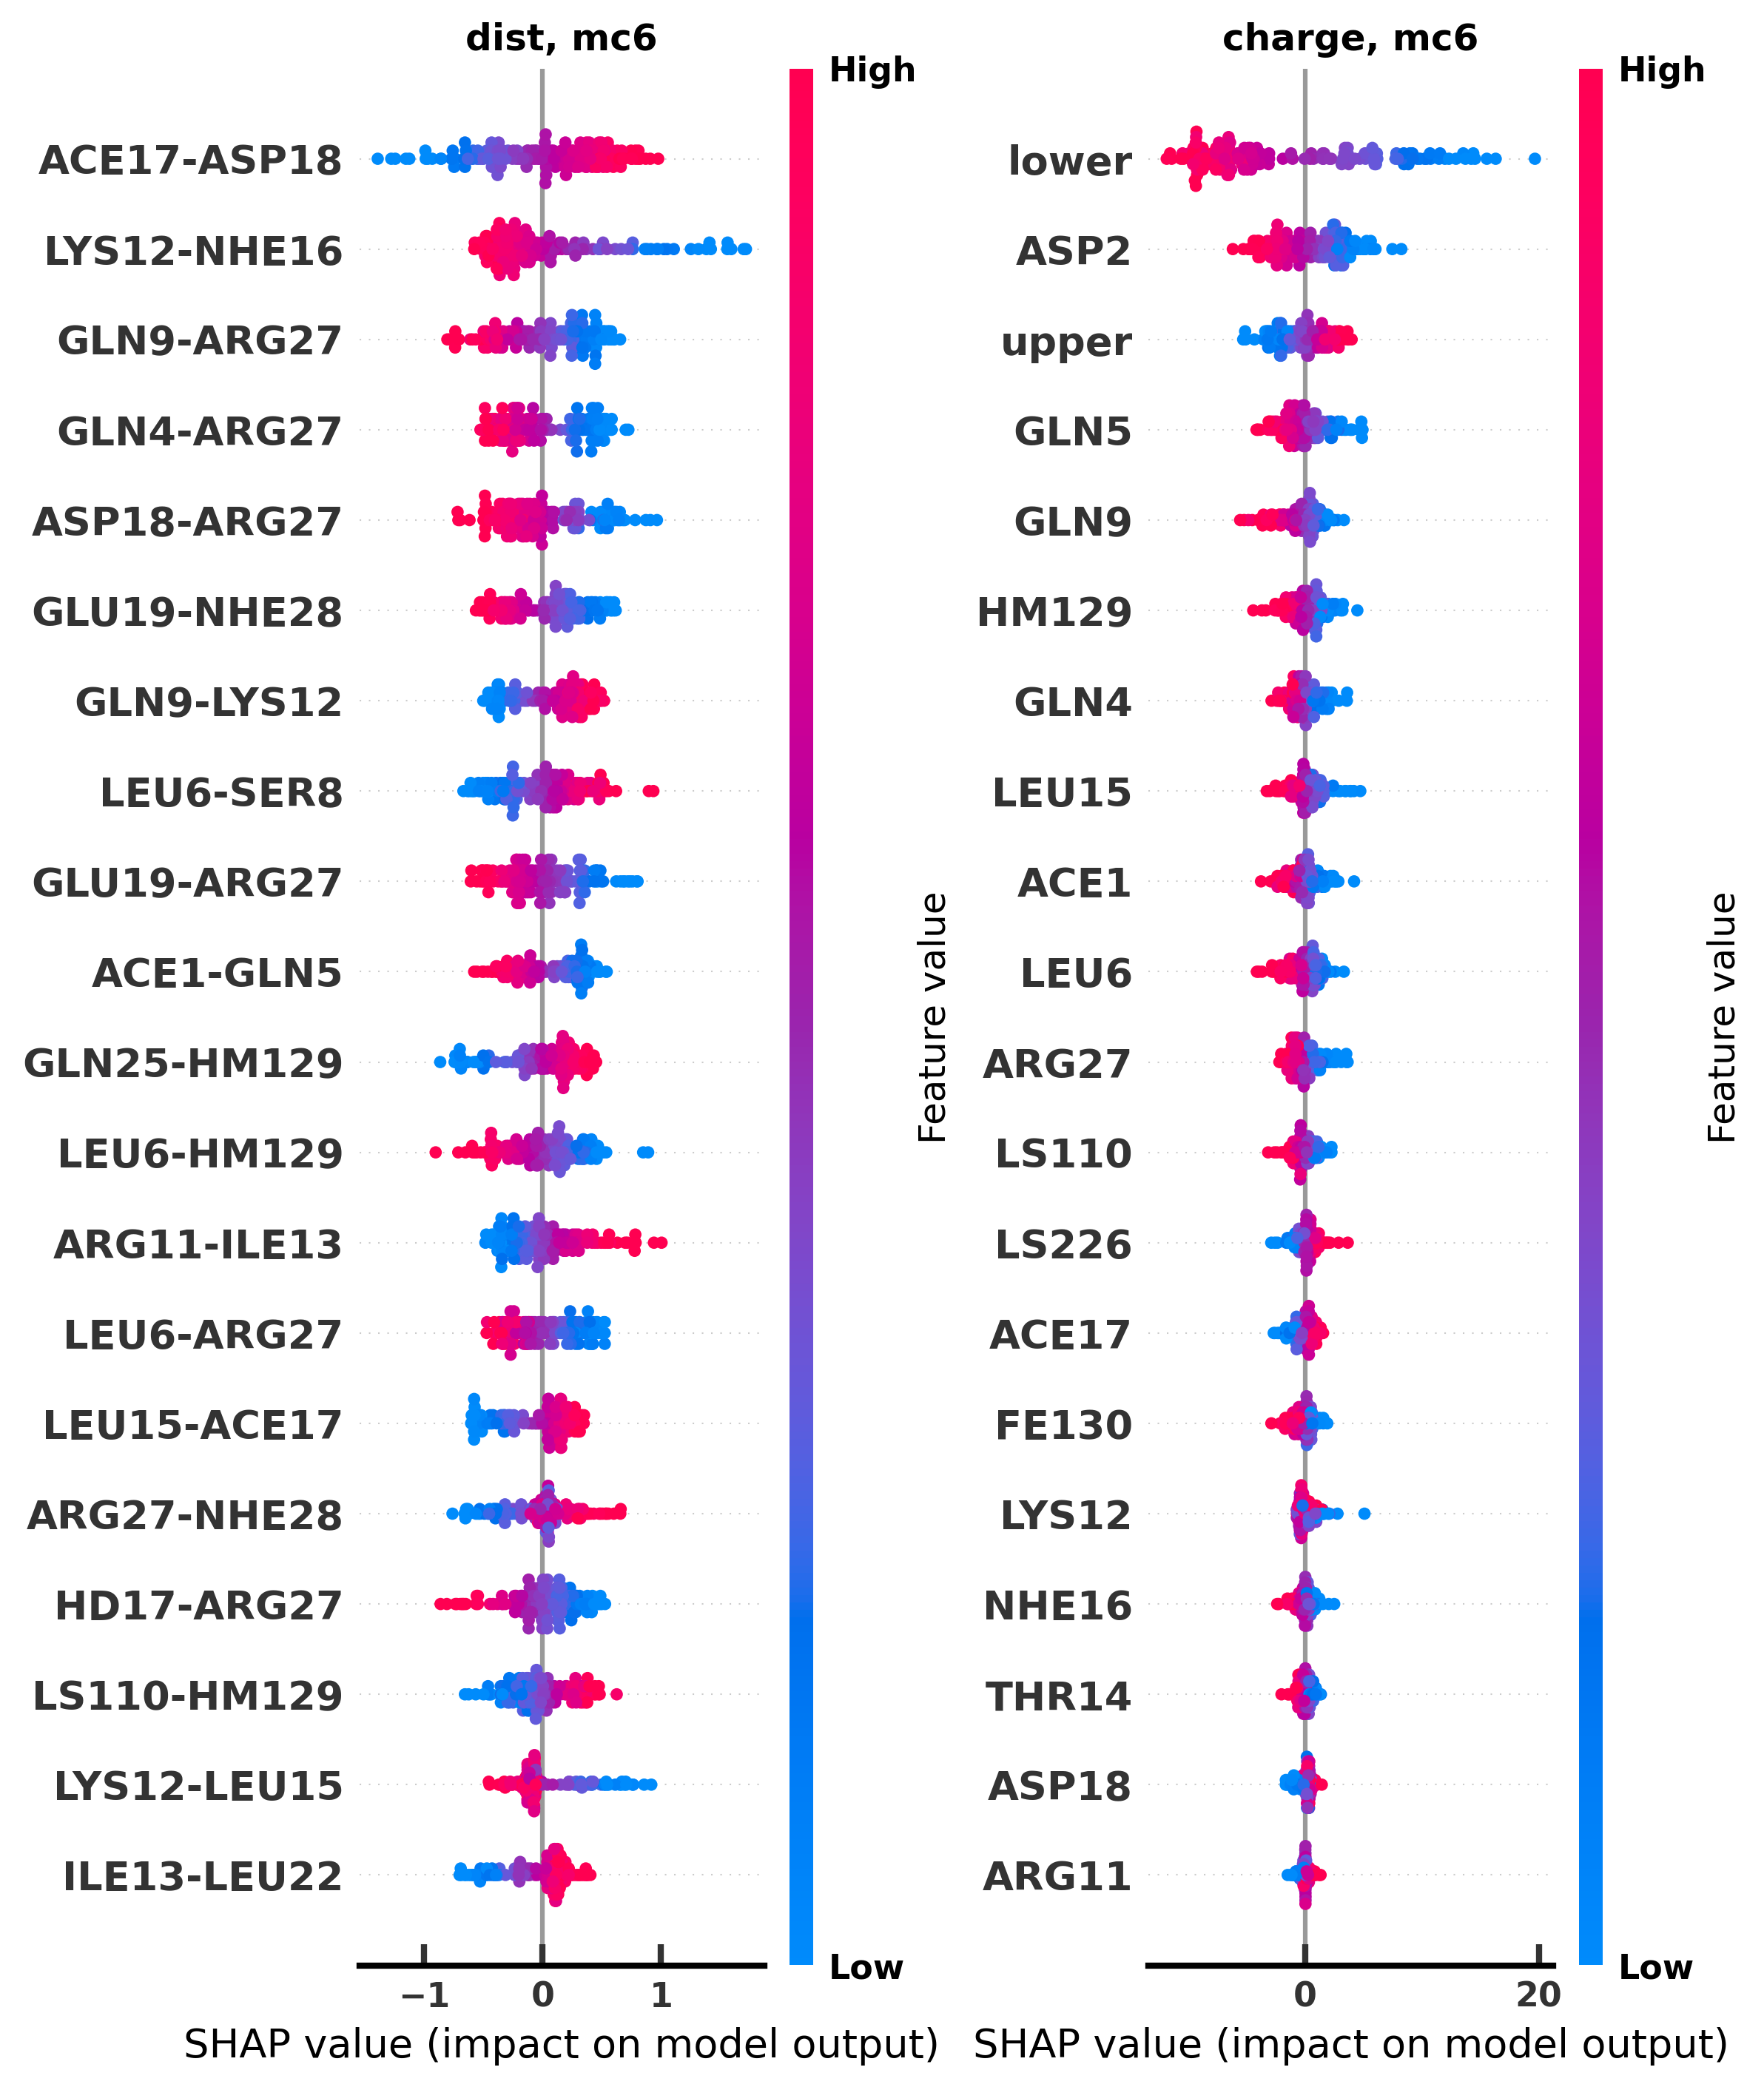 dist, mc6
High
ACE17-ASP18
LYS12-NHE16
GLN9-ARG27
GLN4-ARG27
ASP18-ARG27
GLU19-NHE28
GLN9-LYS12
LEU6-SER8
GLU19-ARG27
ACE1-GLN5
GLN25-HM129
LEU6-HM129
ARG11-ILE13
LEU6-ARG27
LEU15-ACE17
ARG27-NHE28
HD17-ARG27
LS110-HM129
LYS12-LEU15
ILE13-LEU22
Feature value
Low
−1 0 1
SHAP value (impact on model output)
charge, mc6
High
lower
ASP2
upper
GLN5
GLN9
HM129
GLN4
LEU15
ACE1
LEU6
ARG27
LS110
LS226
ACE17
FE130
LYS12
NHE16
THR14
ASP18
ARG11
Feature value
Low
0 20
SHAP value (impact on model output)